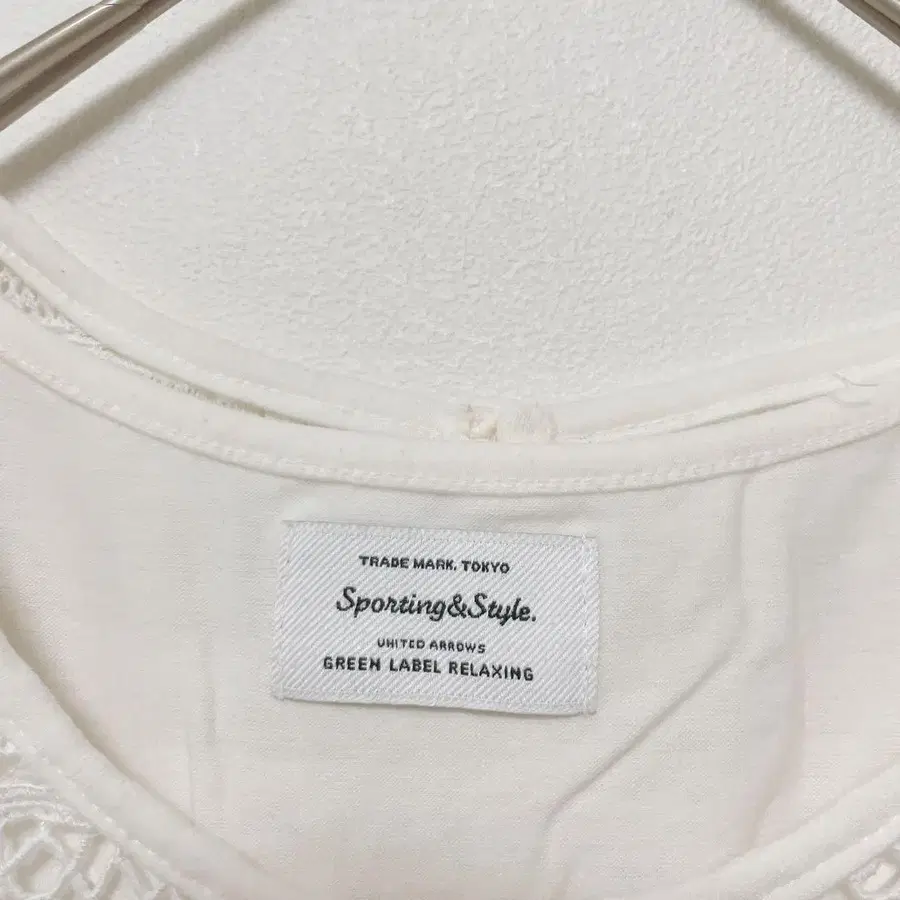 TRADE MARK. TOKYO
Sporting&Style.
UNITED ARROWS
GREEN LABEL RELAXING